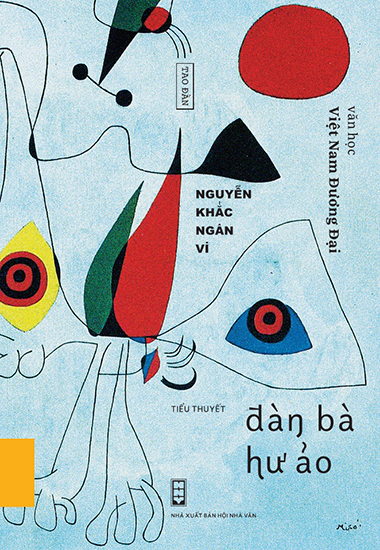 TAO ĐÀN
văn học
Việt Nam Đương Đại
NGUYỄN
KHẮC
NGÂN
VI
TIỂU THUYẾT
đàn bà
hư ảo
NHÀ XUẤT BẢN HỘI NHÀ VĂN
Miró